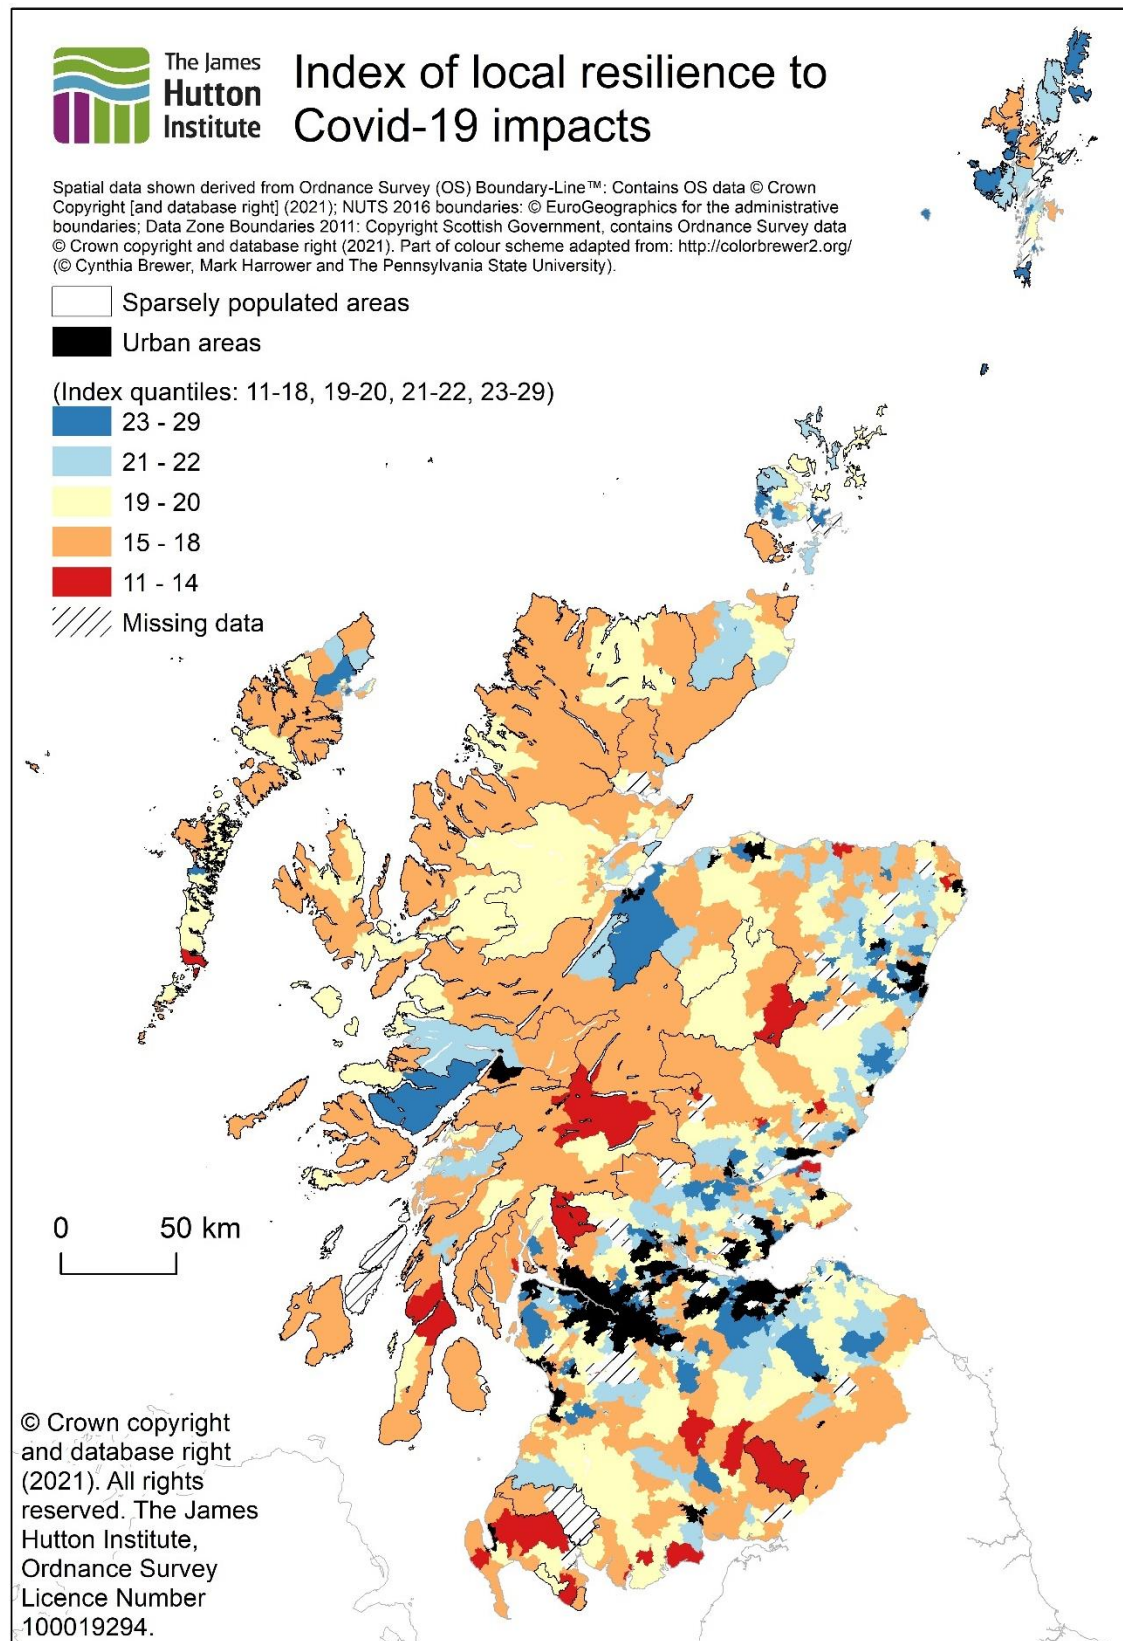 The James
Hutton
Institute
Index of local resilience to
Covid-19 impacts
Spatial data shown derived from Ordnance Survey (OS) Boundary-Line™: Contains OS data © Crown
Copyright [and database right] (2021); NUTS 2016 boundaries: © EuroGeographics for the administrative
boundaries; Data Zone Boundaries 2011: Copyright Scottish Government, contains Ordnance Survey data
© Crown copyright and database right (2021). Part of colour scheme adapted from: http://colorbrewer2.org/
(© Cynthia Brewer, Mark Harrower and The Pennsylvania State University).
Sparsely populated areas
Urban areas
(Index quantiles: 11-18, 19-20, 21-22, 23-29)
23 - 29
21 - 22
19 - 20
15 - 18
11 - 14
Missing data
0 50 km
© Crown copyright
and database right
(2021). All rights
reserved. The James
Hutton Institute,
Ordnance Survey
Licence Number
100019294.